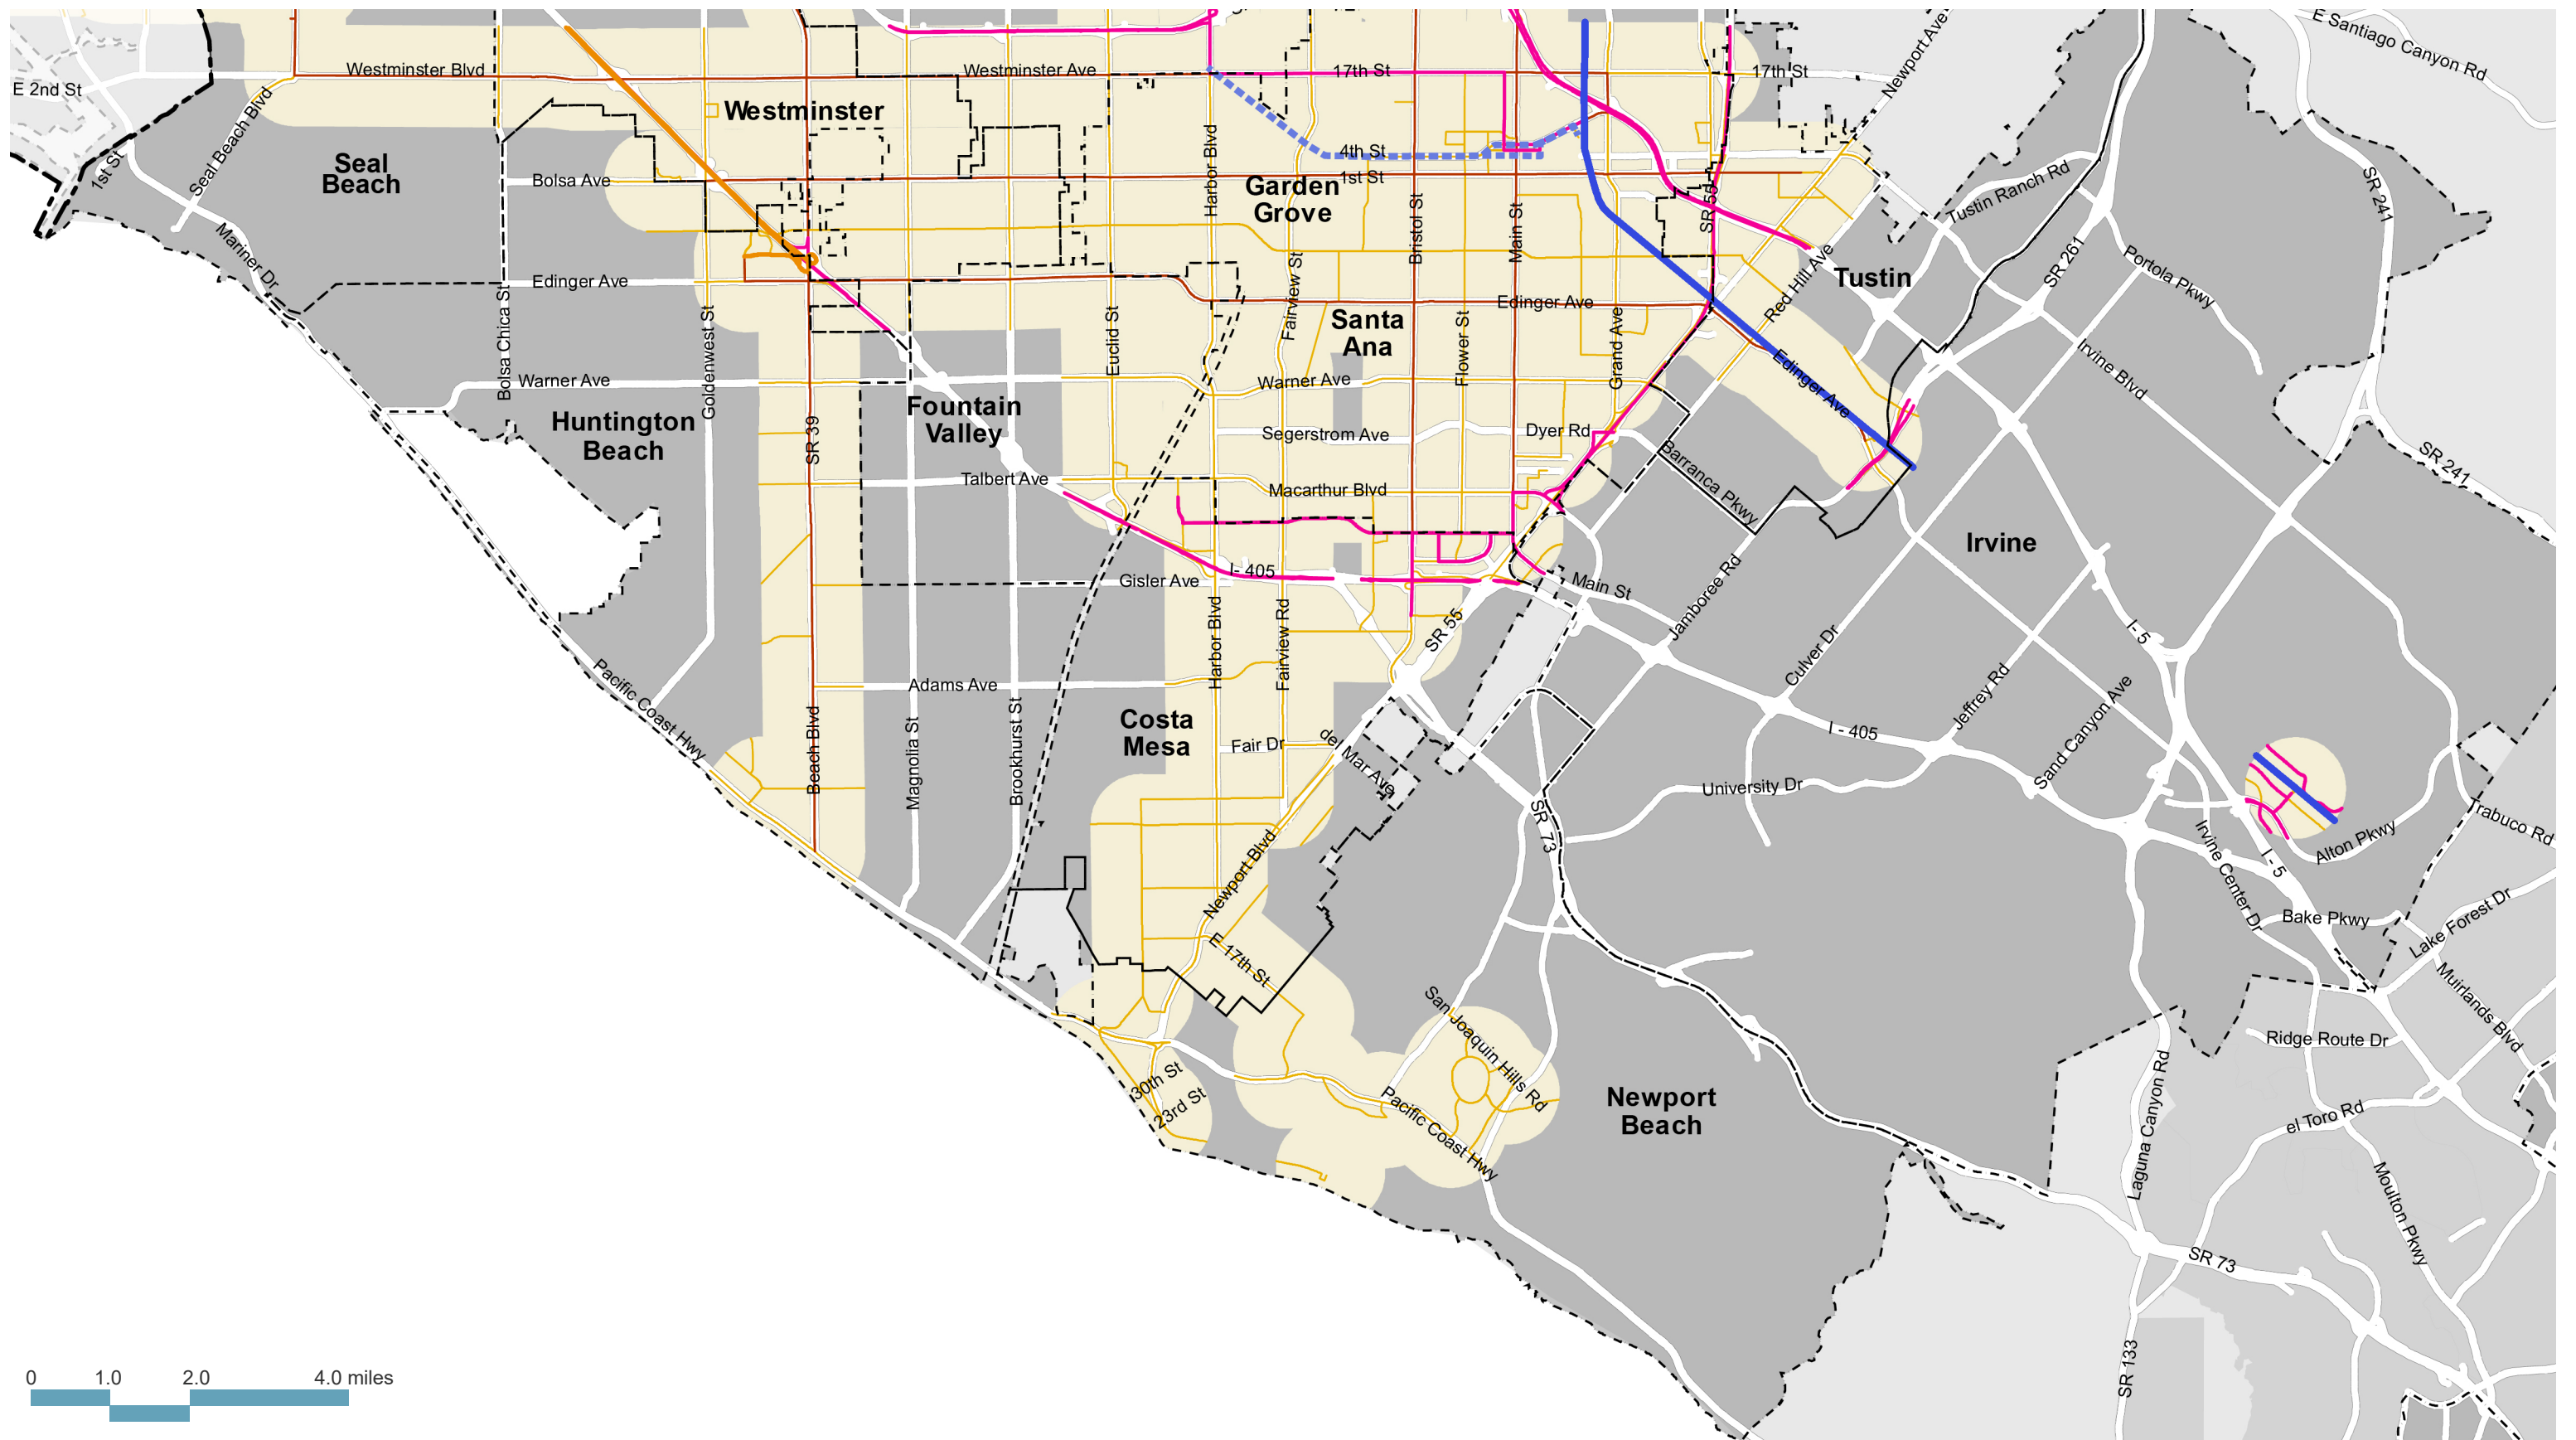 E Santiago Canyon Rd
Newport Ave
Westminster Blvd
Westminster Ave
17th St
17th St
E 2nd St
Westminster
Seal Beach Blvd
Seal
Beach
1st St
Bolsa Ave
Harbor Blvd
4th St
1st St
Garden
Grove
Bristol St
Main St
SR 55
Tustin Ranch Rd
SR 241
Mariner Dr
Edinger Ave
Bolsa Chica St
Goldenwest St
Euclid St
Fairview St
Santa
Ana
Flower St
Edinger Ave
Grand Ave
Red Hill Ave
Tustin
SR 261
Portola Pkwy
Irvine Blvd
Warner Ave
Warner Ave
Edinger Ave
Huntington
Beach
SR 39
Fountain
Valley
Segerstrom Ave
Dyer Rd
Barranca Pkwy
SR 241
Talbert Ave
Macarthur Blvd
Irvine
I- 405
Gisler Ave
Main St
Jamboree Rd
Harbor Blvd
Fairview Rd
SR 55
Culver Dr
I- 5
Jeffrey Rd
Sand Canyon Ave
Pacific Coast Hwy
Adams Ave
Beach Blvd
Magnolia St
Brookhurst St
Costa
Mesa
Fair Dr
del Mar Ave
I - 405
University Dr
SR 73
Newport Blvd
E 17th St
Irvine Center Dr
I- 5
Alton Pkwy
Trabuco Rd
Bake Pkwy
Lake Forest Dr
Muirlands Blvd
Ridge Route Dr
San Joaquin Hills Rd
30th St
23rd St
Pacific Coast Hwy
Newport
Beach
Laguna Canyon Rd
el Toro Rd
Moulton Pkwy
SR 73
SR 133
0 1.0 2.0 4.0 miles